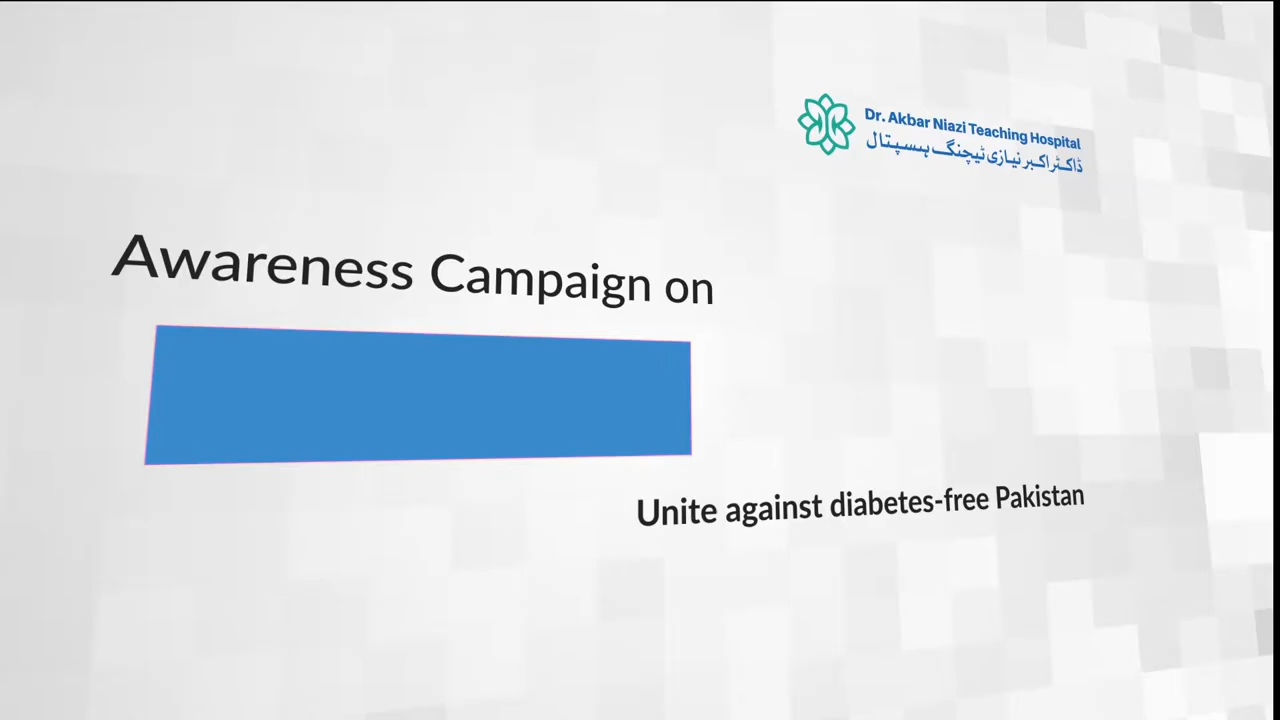 Dr. Akbar Niazi Teaching Hospital
ڈاکٹر اکبر نیازی ٹیچنگ ہسپتال
Awareness Campaign on
Unite against diabetes-free Pakistan